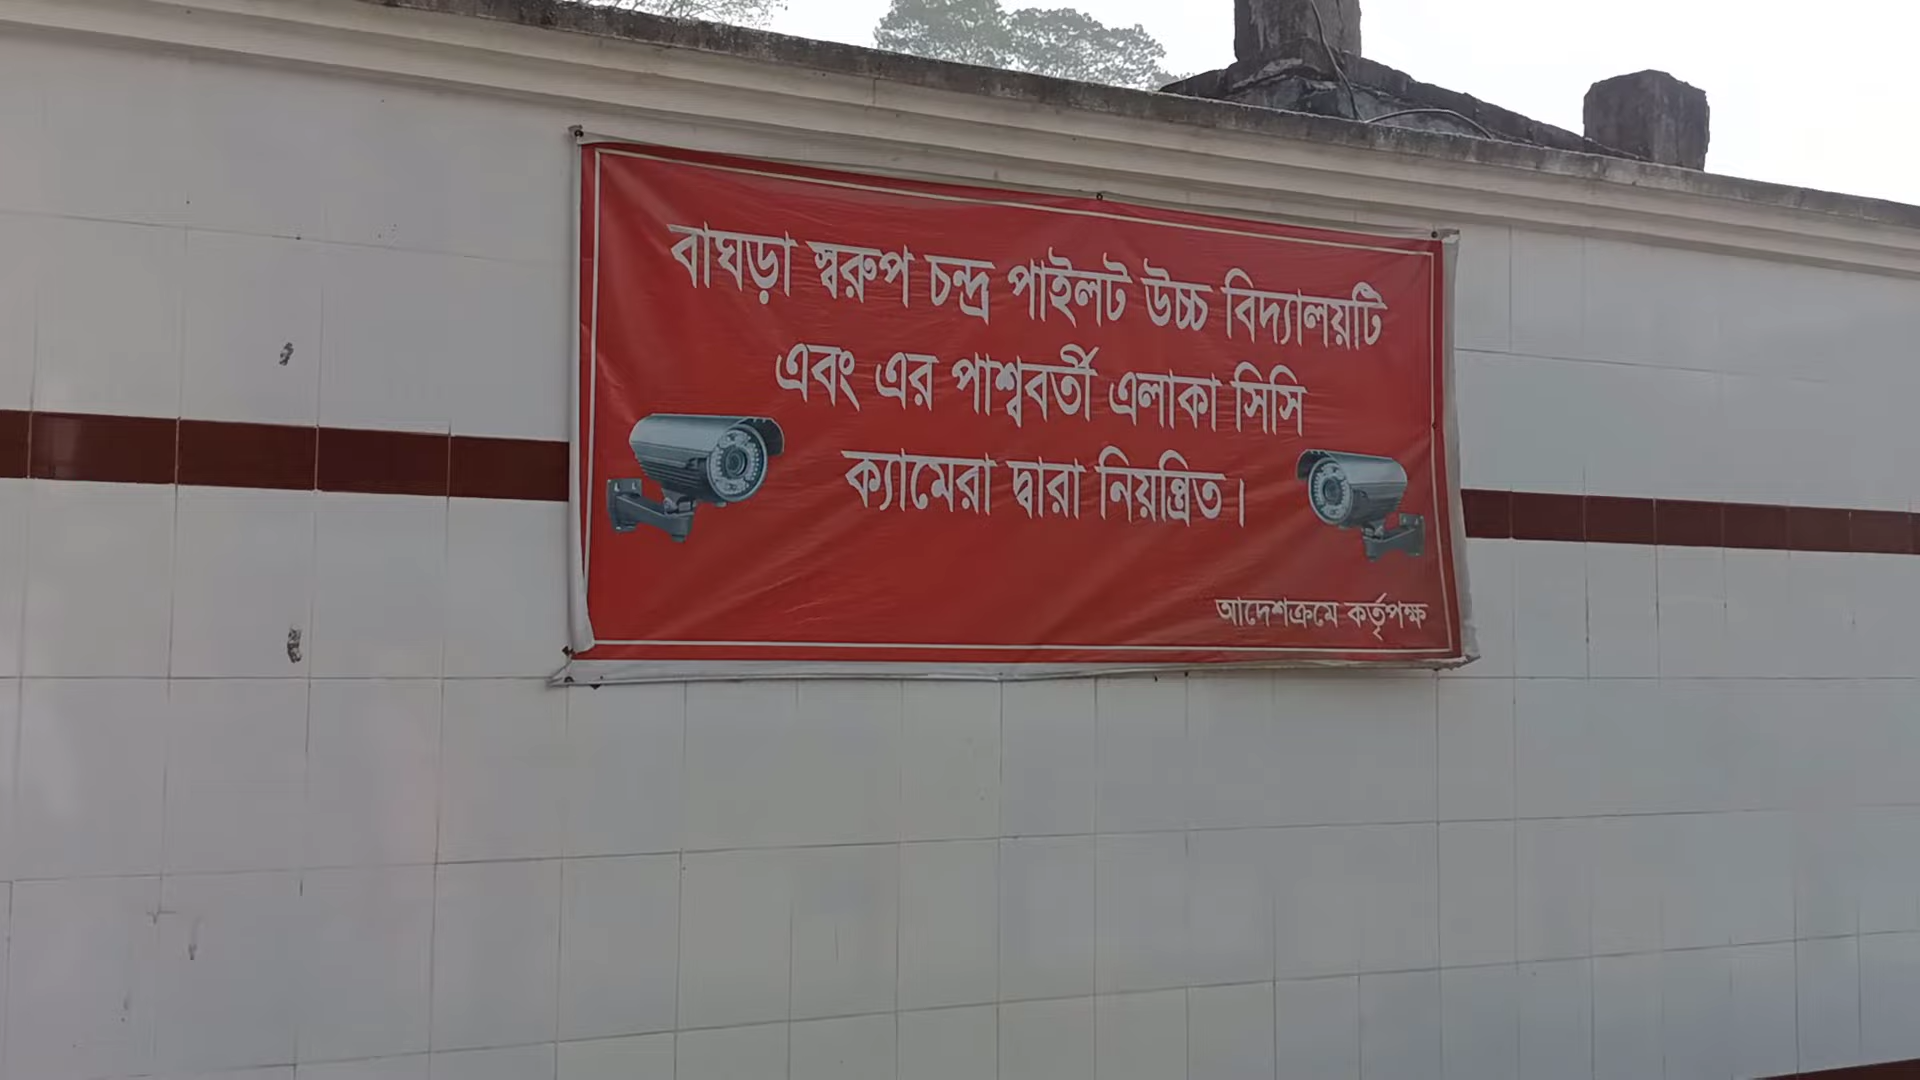 বাঘড়া স্বরুপ চন্দ্র পাইলট উচ্চ বিদ্যালয়টি
এবং এর পাশ্ববর্তী এলাকা সিসি
ক্যামেরা দ্বারা নিয়ন্ত্রিত।
আদেশক্রমে কর্তৃপক্ষ